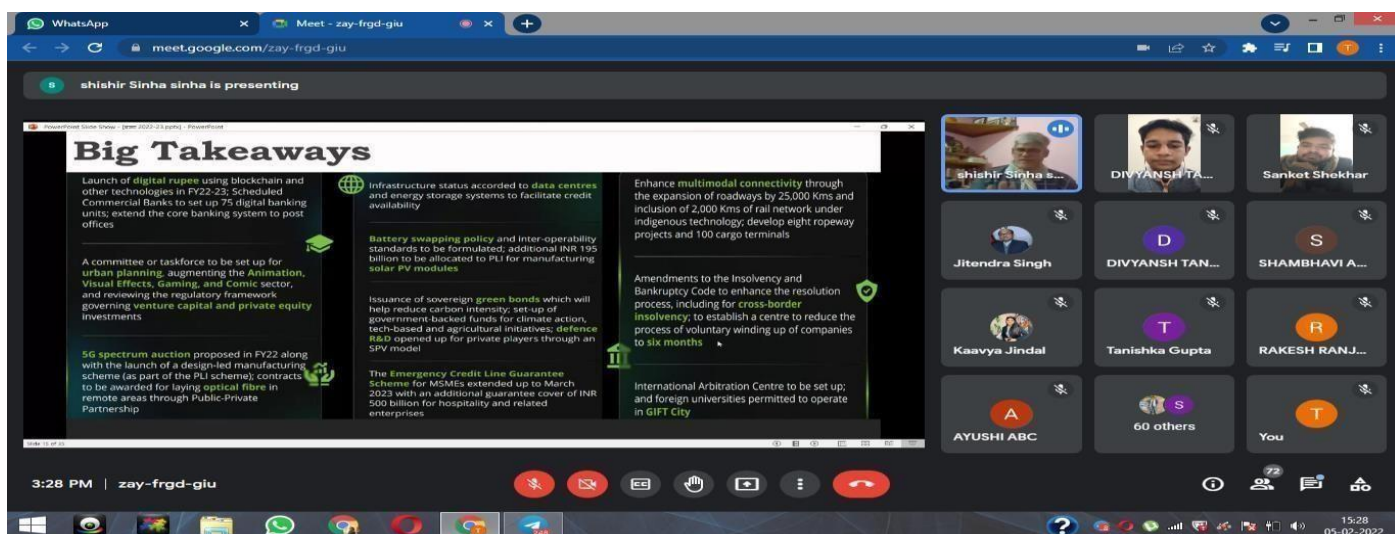 WhatsApp
Meet - zay-frgd-giu
meet.google.com/zay-frgd-giu
T
s
shishir Sinha sinha is presenting
Big Takeaways
Launch of digital rupee using blockchain and
other technologies in FY22-23; Scheduled
Commercial Banks to set up 75 digital banking
units; extend the core banking system to post
offices
A committee or taskforce to be set up for
urban planning, augmenting the Animation,
Visual Effects, Gaming, and Comic sector,
and reviewing the regulatory framework
governing venture capital and private equity
investments
5G spectrum auction proposed in FY22 along
with the launch of a design-led manufacturing
scheme (as part of the PLI scheme); contracts
to be awarded for laying optical fibre in
remote areas through Public-Private
Partnership
Infrastructure status accorded to data centres
and energy storage systems to facilitate credit
availability
Battery swapping policy and inter-operability
standards to be formulated; additional INR 195
billion to be allocated to PLI for manufacturing
solar PV modules
Issuance of sovereign green bonds which will
help reduce carbon intensity; set-up of
government-backed funds for climate action,
tech-based and agricultural initiatives; defence
R&D opened up for private players through an
SPV model
The Emergency Credit Line Guarantee
Scheme for MSMEs extended up to March
2023 with an additional guarantee cover of INR
500 billion for hospitality and related
enterprises
Enhance multimodal connectivity through
the expansion of roadways by 25,000 Kms and
inclusion of 2,000 Kms of rail network under
indigenous technology; develop eight ropeway
projects and 100 cargo terminals
Amendments to the Insolvency and
Bankruptcy Code to enhance the resolution
process, including for cross-border
insolvency; to establish a centre to reduce the
process of voluntary winding up of companies
to six months
International Arbitration Centre to be set up;
and foreign universities permitted to operate
in GIFT City
shishir Sinha s...
DIVYANSH TA...
Sanket Shekhar
Jitendra Singh
D
DIVYANSH TAN...
S
SHAMBHAVI A...
Kaavya Jindal
T
Tanishka Gupta
R
RAKESH RANJ...
A
AYUSHI ABC
S
60 others
T
You
3:28 PM | zay-frgd-giu
72
15:28
05-02-2022